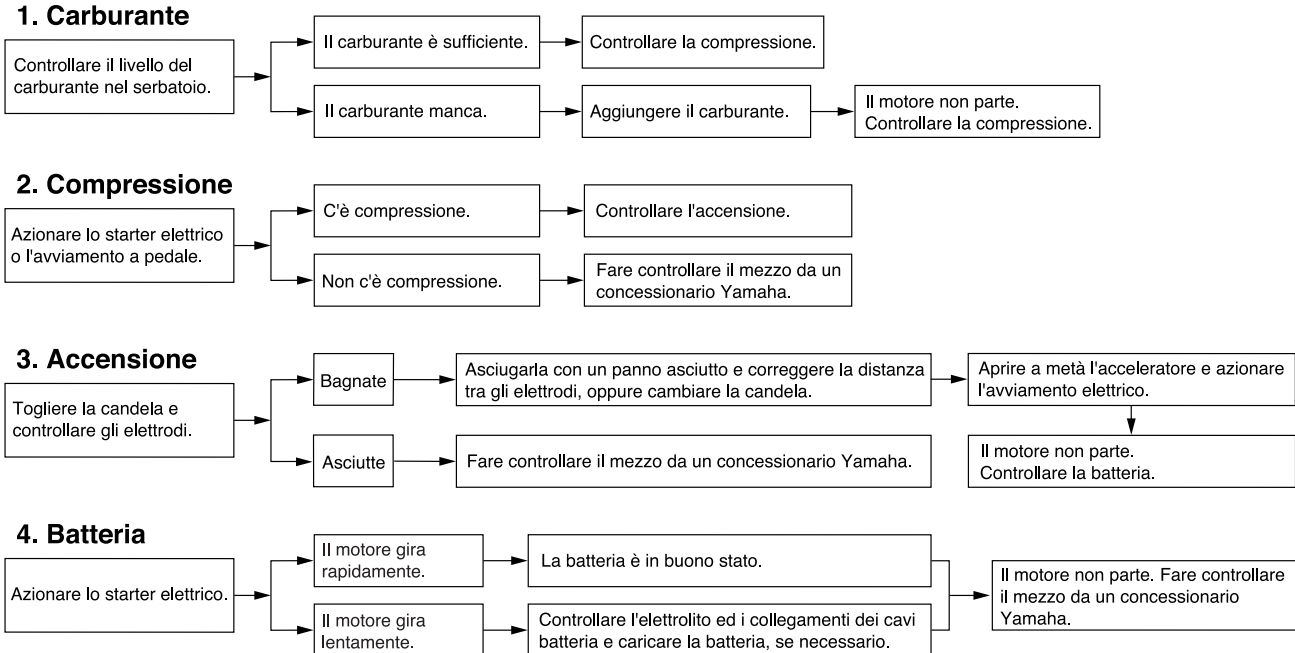 1. Carburante
Controllare il livello del
carburante nel serbatoio.
Il carburante è sufficiente.
Controllare la compressione.
Il carburante manca.
Aggiungere il carburante.
Il motore non parte.
Controllare la compressione.
2. Compressione
Azionare lo starter elettrico
o l'avviamento a pedale.
C'è compressione.
Controllare l'accensione.
Non c'è compressione.
Fare controllare il mezzo da un
concessionario Yamaha.
3. Accensione
Togliere la candela e
controllare gli elettrodi.
Bagnate
Asciugarla con un panno asciutto e correggere la distanza
tra gli elettrodi, oppure cambiare la candela.
Aprire a metà l'acceleratore e azionare
l'avviamento elettrico.
Il motore non parte.
Controllare la batteria.
Asciutte
Fare controllare il mezzo da un concessionario Yamaha.
4. Batteria
Azionare lo starter elettrico.
Il motore gira
rapidamente.
La batteria è in buono stato.
Il motore gira
lentamente.
Controllare l'elettrolito ed i collegamenti dei cavi
batteria e caricare la batteria, se necessario.
Il motore non parte. Fare controllare
il mezzo da un concessionario
Yamaha.